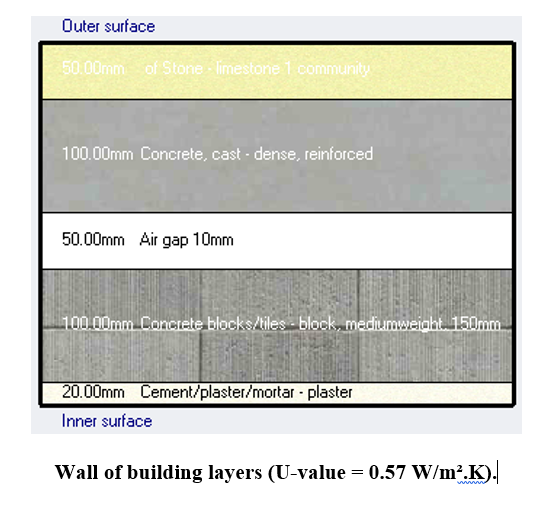 Outer surface
50.00mm of Stone - limestone 1 community
100.00mm Concrete, cast - dense, reinforced
50.00mm Air gap 10mm
100.00mm Concrete blocks/tiles - block, mediumweight, 150mm
20.00mm Cement/plaster/mortar - plaster
Inner surface
Wall of building layers (U-value = 0.57 W/m².K).